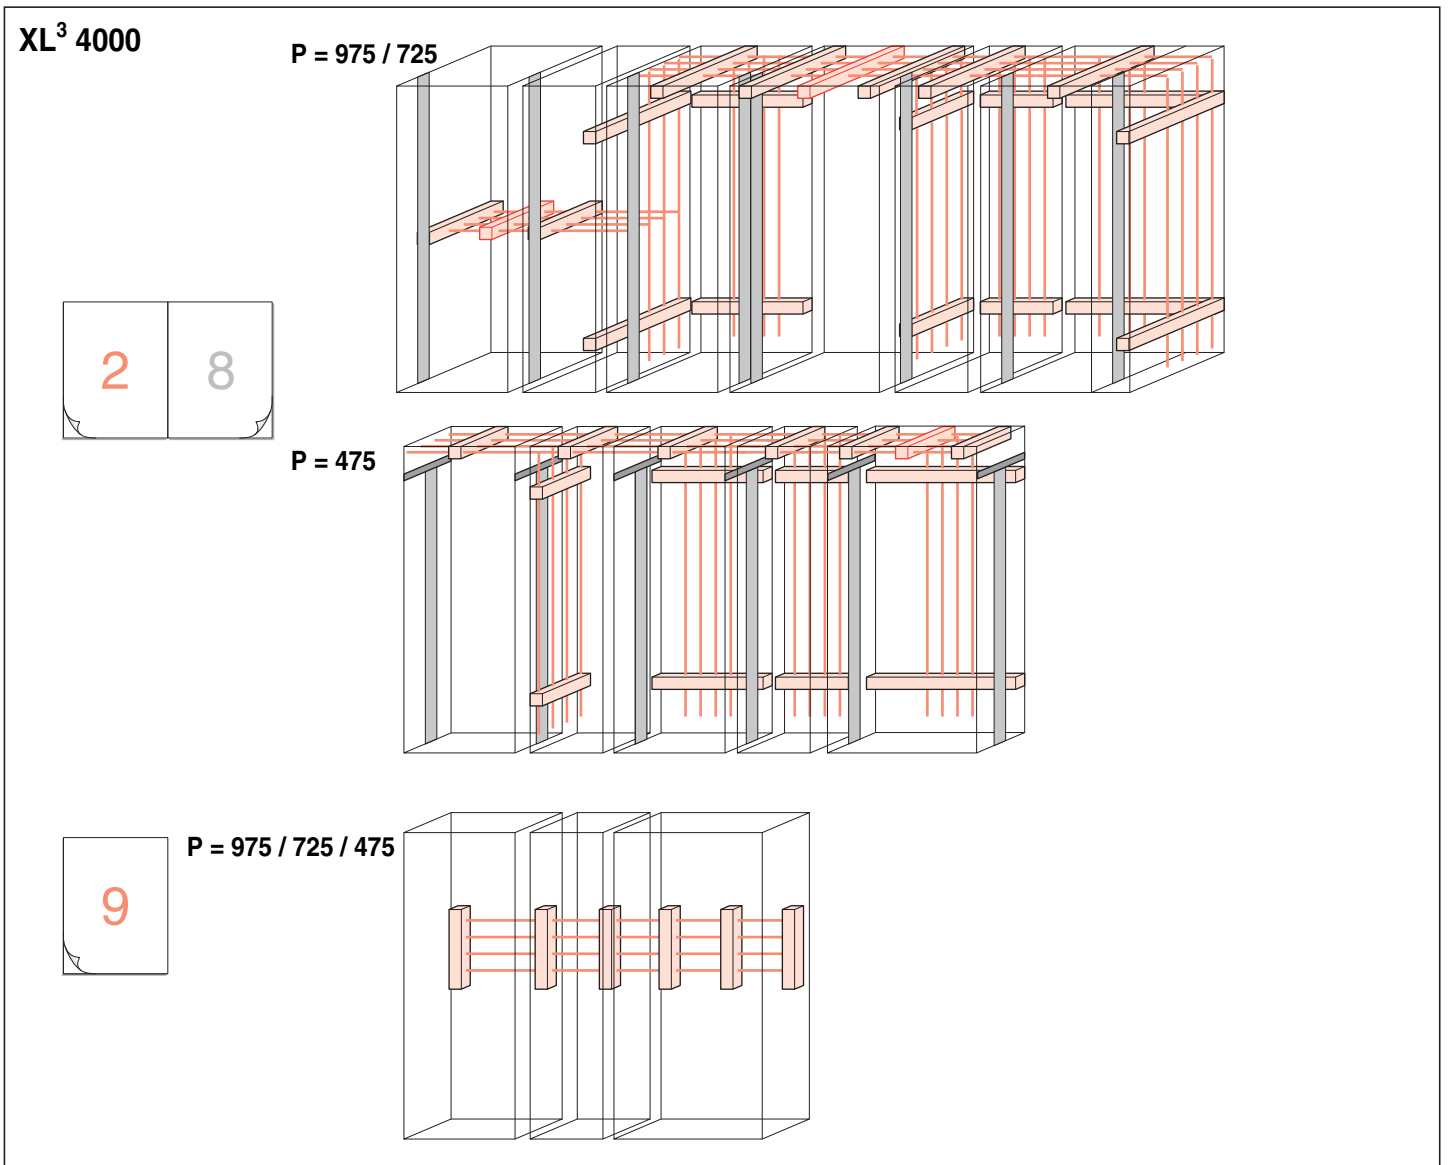 XL³ 4000
P = 975 / 725
2 8
P = 475
P = 975 / 725 / 475
9